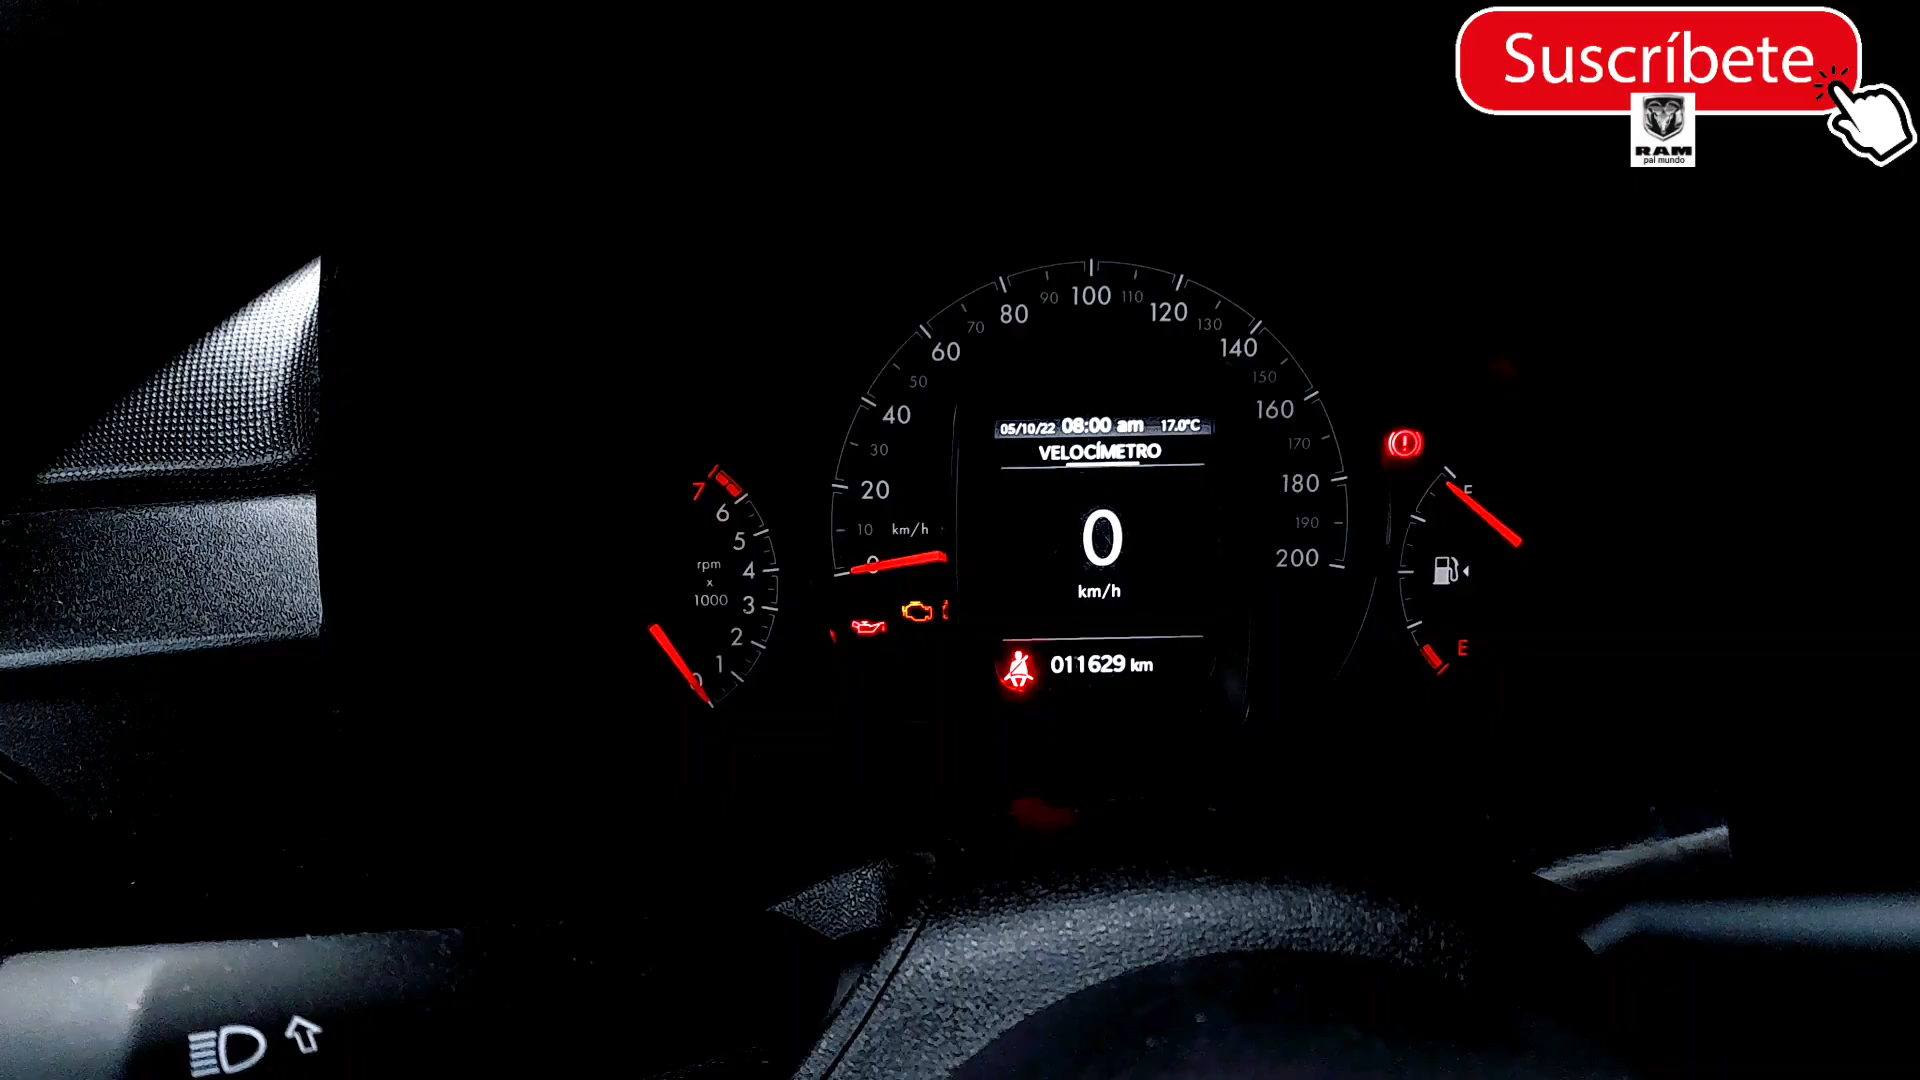 Suscríbete
RAM
pal mundo
80 90 100 110 120
70 130
60 140
50 150
40 160
30 170
20 180
10 km/h 190
0 200
05/10/22 08:00 am 17.0°C
VELOCÍMETRO
0
km/h
011629 km
7
6
5
4
3
2
1
0
rpm
x
1000
F
E